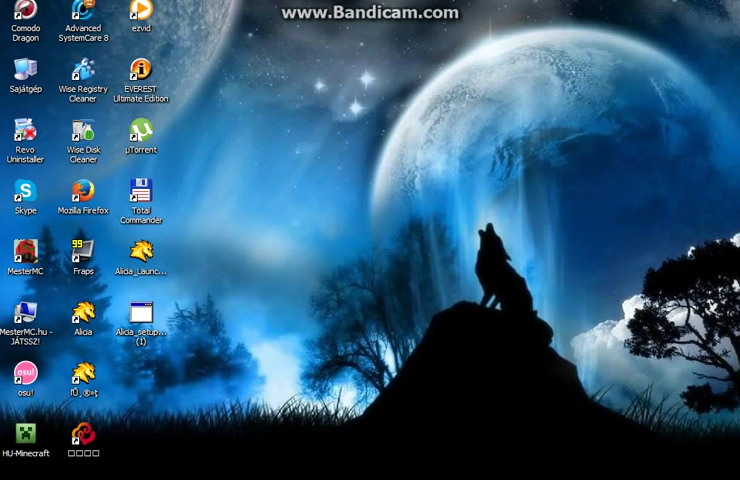 www.Bandicam.com
Comodo
Dragon
Advanced
SystemCare 8
ezvid
Sajátgép
Wise Registry
Cleaner
EVEREST
Ultimate Edition
Revo
Uninstaller
Wise Disk
Cleaner
µTorrent
Skype
Mozilla Firefox
Total
Commander
MesterMC
99
Fraps
Alicia_Launc...
MesterMC.hu -
JÁTSSZ!
Alicia
Alicia_setup...
(1)
osu!
osu!
HU-Minecraft